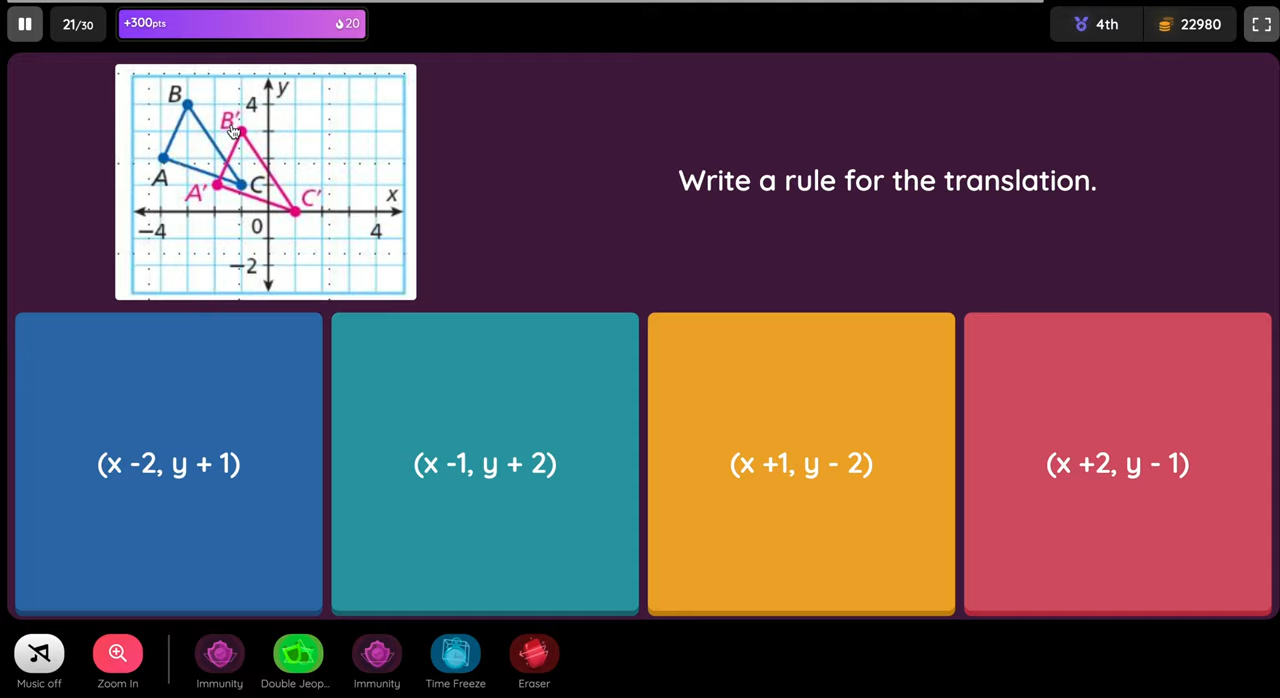 21/30
+300pts
20
4th
22980
B
4
y
B'
A
A'
C
C'
x
-4
0
4
-2
Write a rule for the translation.
(x -2, y + 1)
(x -1, y + 2)
(x +1, y - 2)
(x +2, y - 1)
Music off
Zoom In
Immunity
Double Jeop...
Immunity
Time Freeze
Eraser